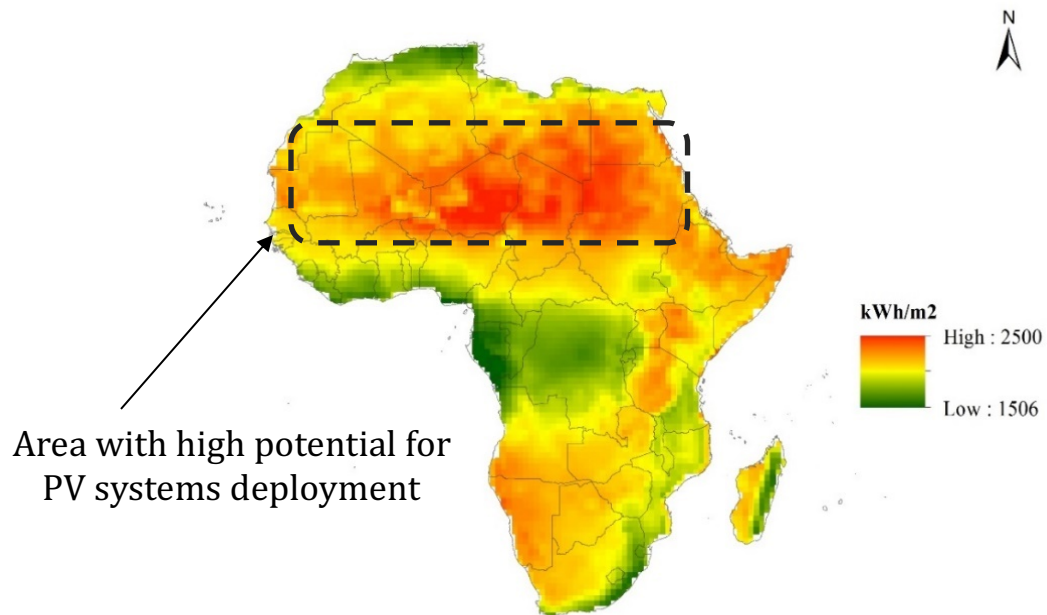 N
kWh/m2
High : 2500
Low : 1506
Area with high potential for
PV systems deployment